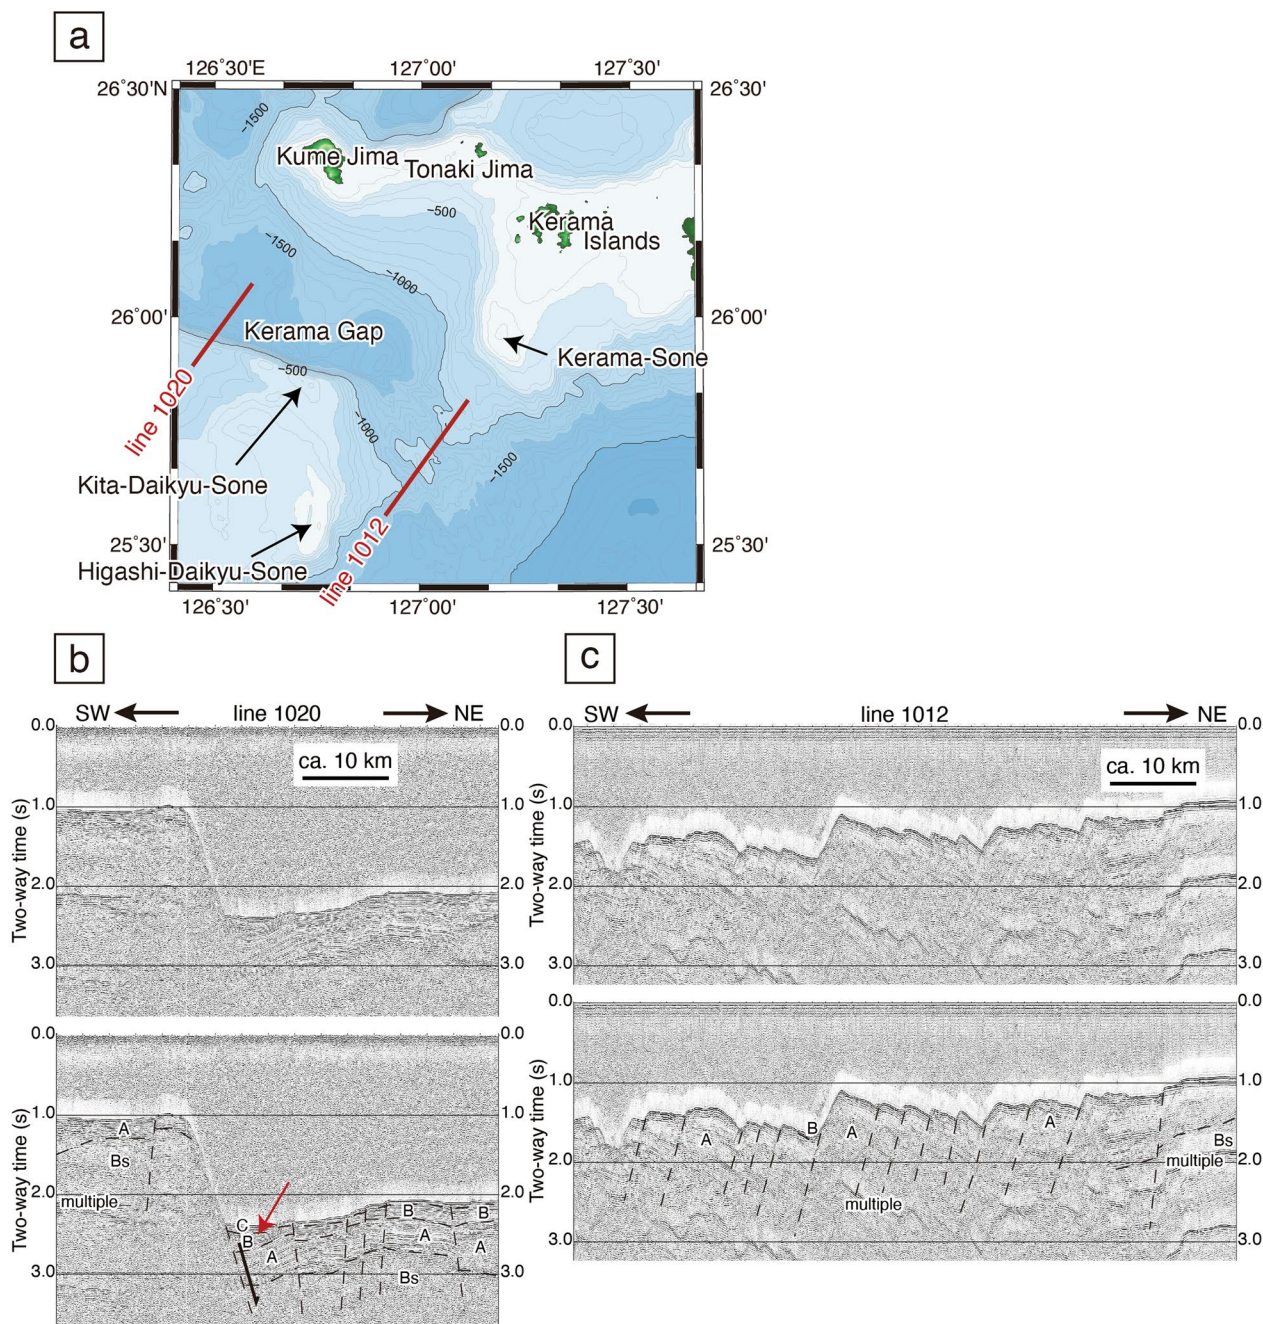 a
126˚30'E 127˚00' 127˚30'
26˚30'N 26˚30'
-1500
Kume Jima
Tonaki Jima
-500
Kerama
Islands
-1500
-1000
26˚00' 26˚00'
Kerama Gap
Kerama-Sone
-500
line 1020
-1000
-1500
Kita-Daikyu-Sone
25˚30' 25˚30'
Higashi-Daikyu-Sone
line 1012
126˚30' 127˚00' 127˚30'
b
SW line 1020 NE
0.0 0.0
ca. 10 km
1.0 1.0
Two-way time (s)
2.0 2.0
3.0 3.0
0.0 0.0
1.0 1.0
A
Bs
Two-way time (s)
multiple
2.0 2.0
C
B B B
A A A
3.0 3.0
Bs
c
SW line 1012 NE
0.0 0.0
ca. 10 km
1.0 1.0
Two-way time (s)
2.0 2.0
3.0 3.0
0.0 0.0
1.0 1.0
A B A A
Bs
Two-way time (s)
multiple
2.0 2.0
multiple
3.0 3.0